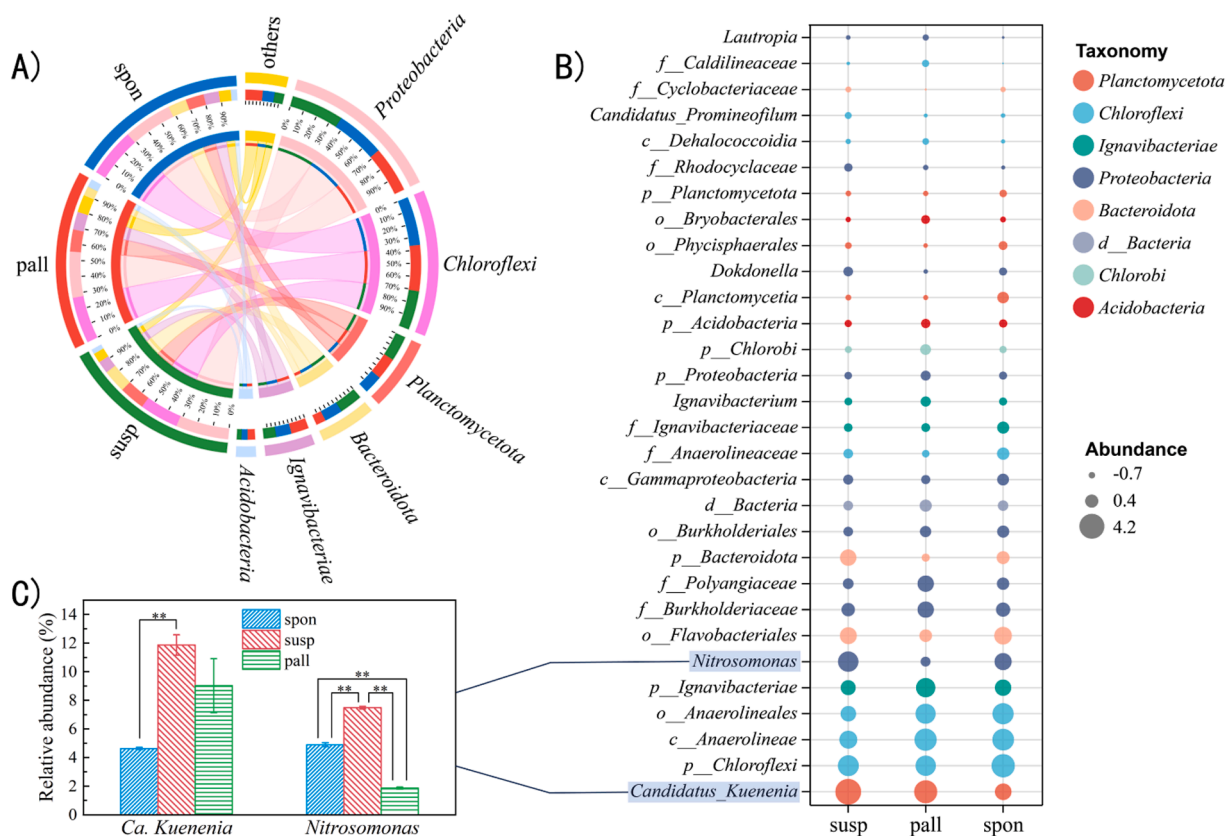 A)
spon
others
Proteobacteria
pall
Chloroflexi
susp
Planctomycetota
Acidobacteria
Ignavibacteriae
Bacteroidota
B)
Lautropia
f__Caldilineaceae
f__Cyclobacteriaceae
Candidatus_Promineofilum
c__Dehalococcoidia
f__Rhodocyclaceae
p__Planctomycetota
o__Bryobacterales
o__Phycisphaerales
Dokdonella
c__Planctomycetia
p__Acidobacteria
p__Chlorobi
p__Proteobacteria
Ignavibacterium
f__Ignavibacteriaceae
f__Anaerolineaceae
c__Gammaproteobacteria
d__Bacteria
o__Burkholderiales
p__Bacteroidota
f__Polyangiaceae
f__Burkholderiaceae
o__Flavobacteriales
Nitrosomonas
p__Ignavibacteriae
o__Anaerolineales
c__Anaerolineae
p__Chloroflexi
Candidatus_Kuenenia
susp pall spon
Taxonomy
Planctomycetota
Chloroflexi
Ignavibacteriae
Proteobacteria
Bacteroidota
d__Bacteria
Chlorobi
Acidobacteria
Abundance
-0.7
0.4
4.2
C)
Relative abundance (%)
14
12
10
8
6
4
2
0
**
spon
susp
pall
**
** **
Ca. Kuenenia Nitrosomonas